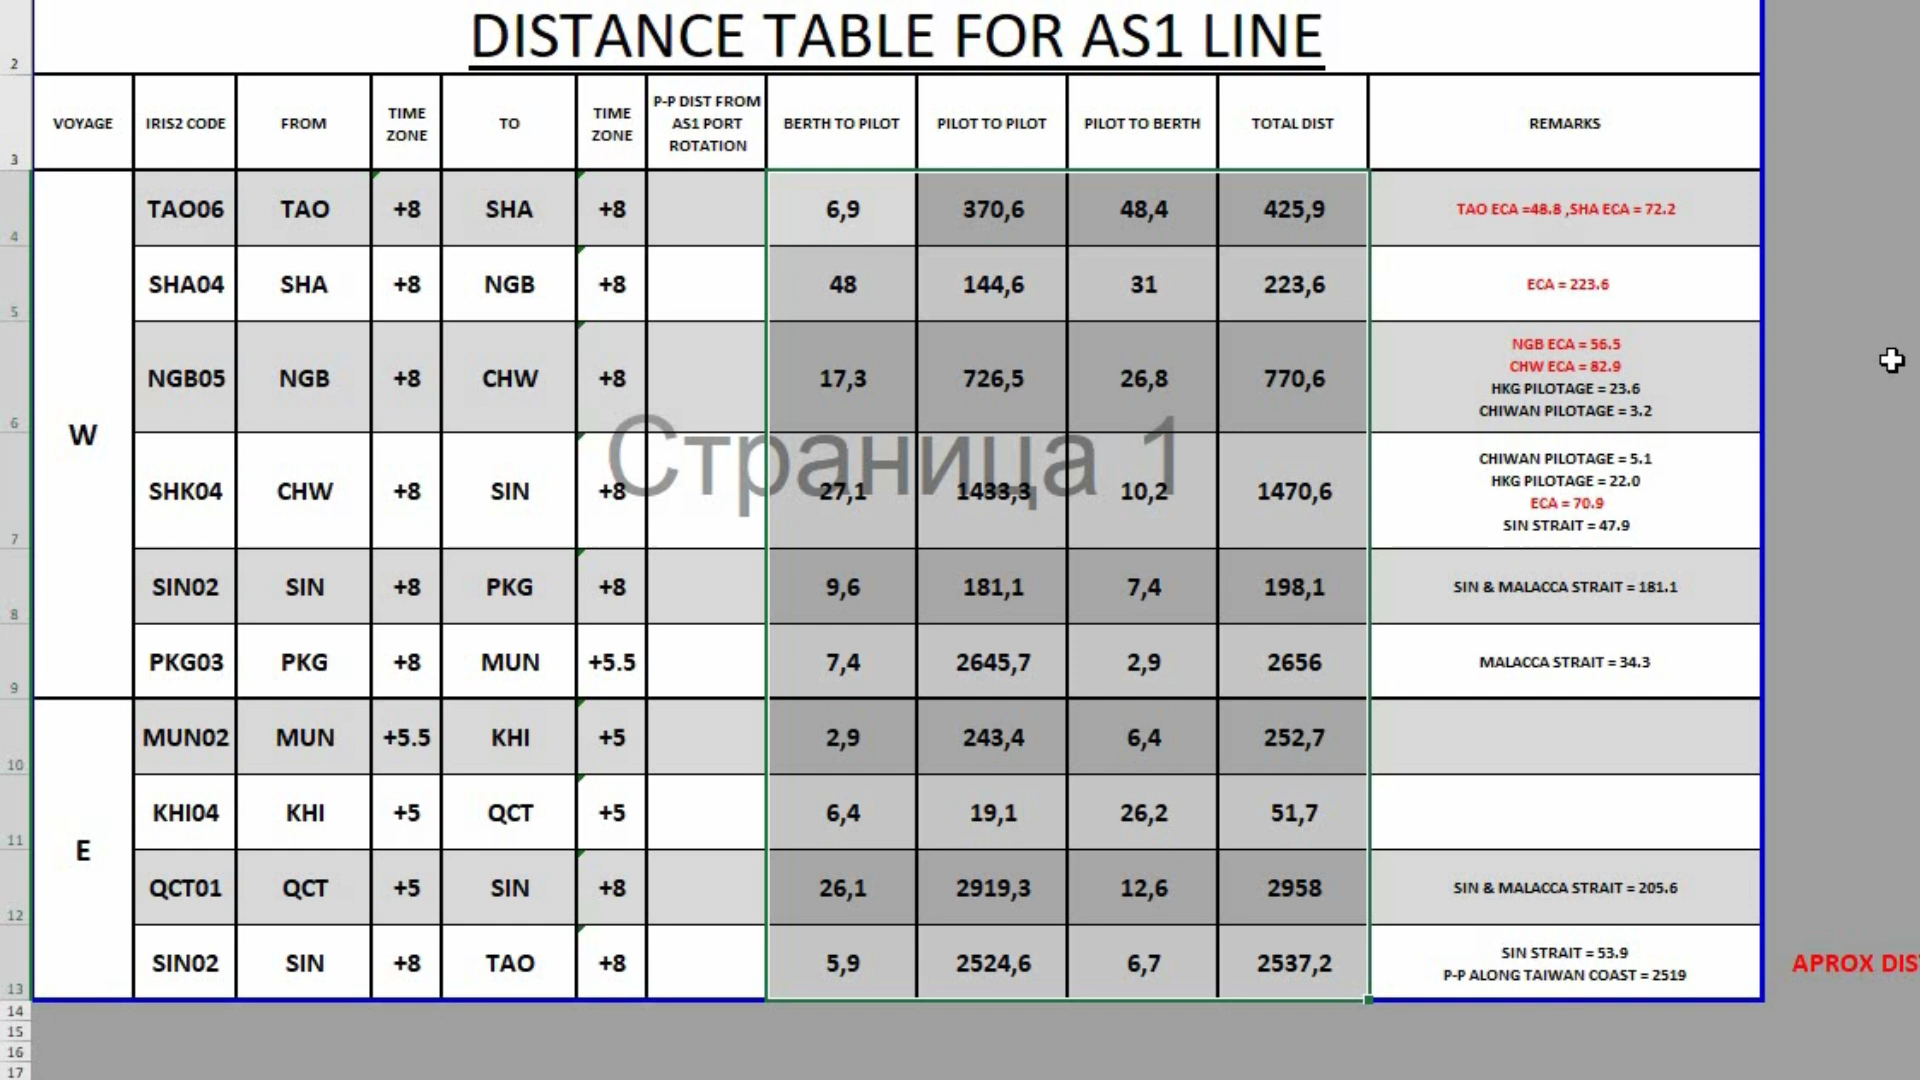 DISTANCE TABLE FOR AS1 LINE
VOYAGE IRIS2 CODE FROM TIME ZONE TO TIME ZONE P-P DIST FROM AS1 PORT ROTATION BERTH TO PILOT PILOT TO PILOT PILOT TO BERTH TOTAL DIST REMARKS
TAO06 TAO +8 SHA +8 6,9 370,6 48,4 425,9 TAO ECA =48.8 ,SHA ECA = 72.2
SHA04 SHA +8 NGB +8 48 144,6 31 223,6 ECA = 223.6
NGB05 NGB +8 CHW +8 17,3 726,5 26,8 770,6 NGB ECA = 56.5
CHW ECA = 82.9
HKG PILOTAGE = 23.6
CHIWAN PILOTAGE = 3.2
W
Страница 1
SHK04 CHW +8 SIN +8 27,1 1433,3 10,2 1470,6 CHIWAN PILOTAGE = 5.1
HKG PILOTAGE = 22.0
ECA = 70.9
SIN STRAIT = 47.9
SIN02 SIN +8 PKG +8 9,6 181,1 7,4 198,1 SIN & MALACCA STRAIT = 181.1
PKG03 PKG +8 MUN +5.5 7,4 2645,7 2,9 2656 MALACCA STRAIT = 34.3
MUN02 MUN +5.5 KHI +5 2,9 243,4 6,4 252,7
KHI04 KHI +5 QCT +5 6,4 19,1 26,2 51,7
E
QCT01 QCT +5 SIN +8 26,1 2919,3 12,6 2958 SIN & MALACCA STRAIT = 205.6
SIN02 SIN +8 TAO +8 5,9 2524,6 6,7 2537,2 SIN STRAIT = 53.9
P-P ALONG TAIWAN COAST = 2519
APROX DIS
2
3
4
5
6
7
8
9
10
11
12
13
14
15
16
17